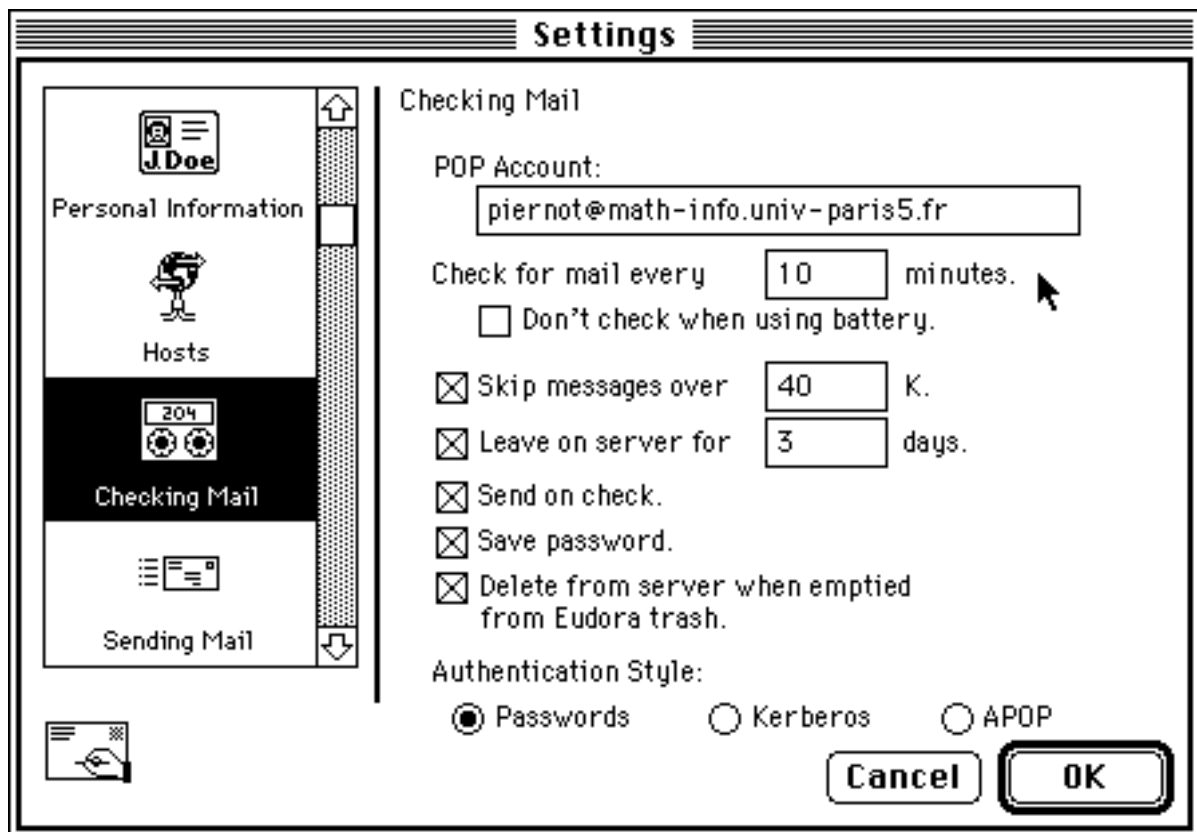 Settings
J.Doe
Personal Information
Hosts
204
Checking Mail
Sending Mail
Checking Mail
POP Account:
piernot@math-info.univ-paris5.fr
Check for mail every 10 minutes.
Don't check when using battery.
Skip messages over 40 K.
Leave on server for 3 days.
Send on check.
Save password.
Delete from server when emptied
from Eudora trash.
Authentication Style:
Passwords Kerberos APOP
Cancel OK